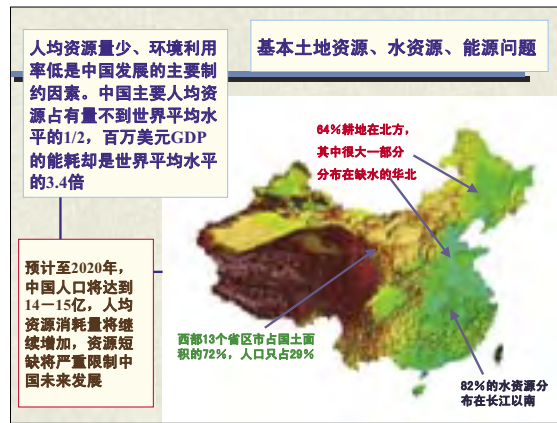 人均资源量少、环境利用
率低是中国发展的主要制
约因素。中国主要人均资
源占有量不到世界平均水
平的1/2，百万美元GDP
的能耗却是世界平均水平
的3.4倍
基本土地资源、水资源、能源问题
64%耕地在北方，
其中很大一部分
分布在缺水的华北
预计至2020年，
中国人口将达到
14－15亿，人均
资源消耗量将继
续增加，资源短
缺将严重限制中
国未来发展
西部13个省区市占国土面
积的72%，人口只占29%
82%的水资源分
布在长江以南